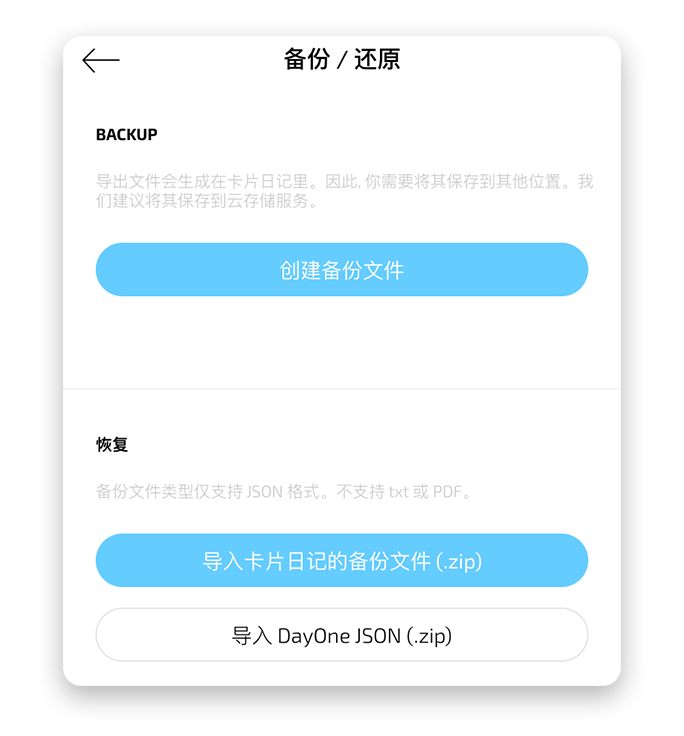 备份 / 还原
BACKUP
导出文件会生成在卡片日记里。因此, 你需要将其保存到其他位置。我
们建议将其保存到云存储服务。
创建备份文件
恢复
备份文件类型仅支持 JSON 格式。不支持 txt 或 PDF。
导入卡片日记的备份文件 (.zip)
导入 DayOne JSON (.zip)